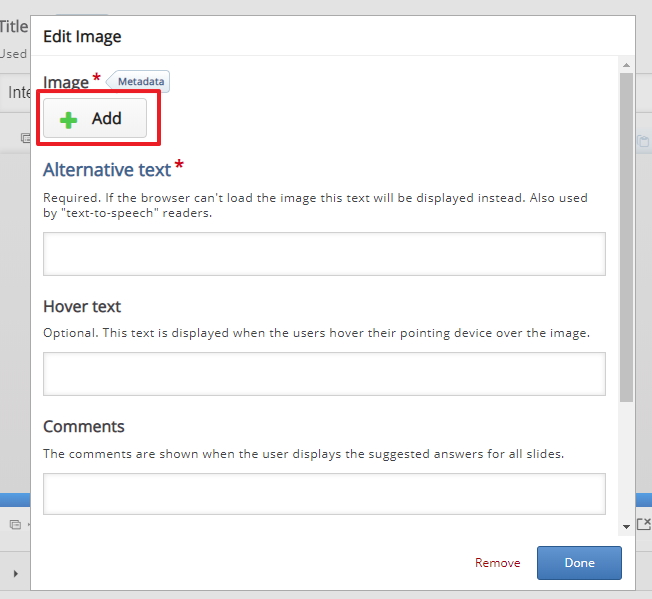 Title
Edit Image
Used
Image * Metadata
Inte
Add
Alternative text *
Required. If the browser can't load the image this text will be displayed instead. Also used
by "text-to-speech" readers.
Hover text
Optional. This text is displayed when the users hover their pointing device over the image.
Comments
The comments are shown when the user displays the suggested answers for all slides.
Remove
Done